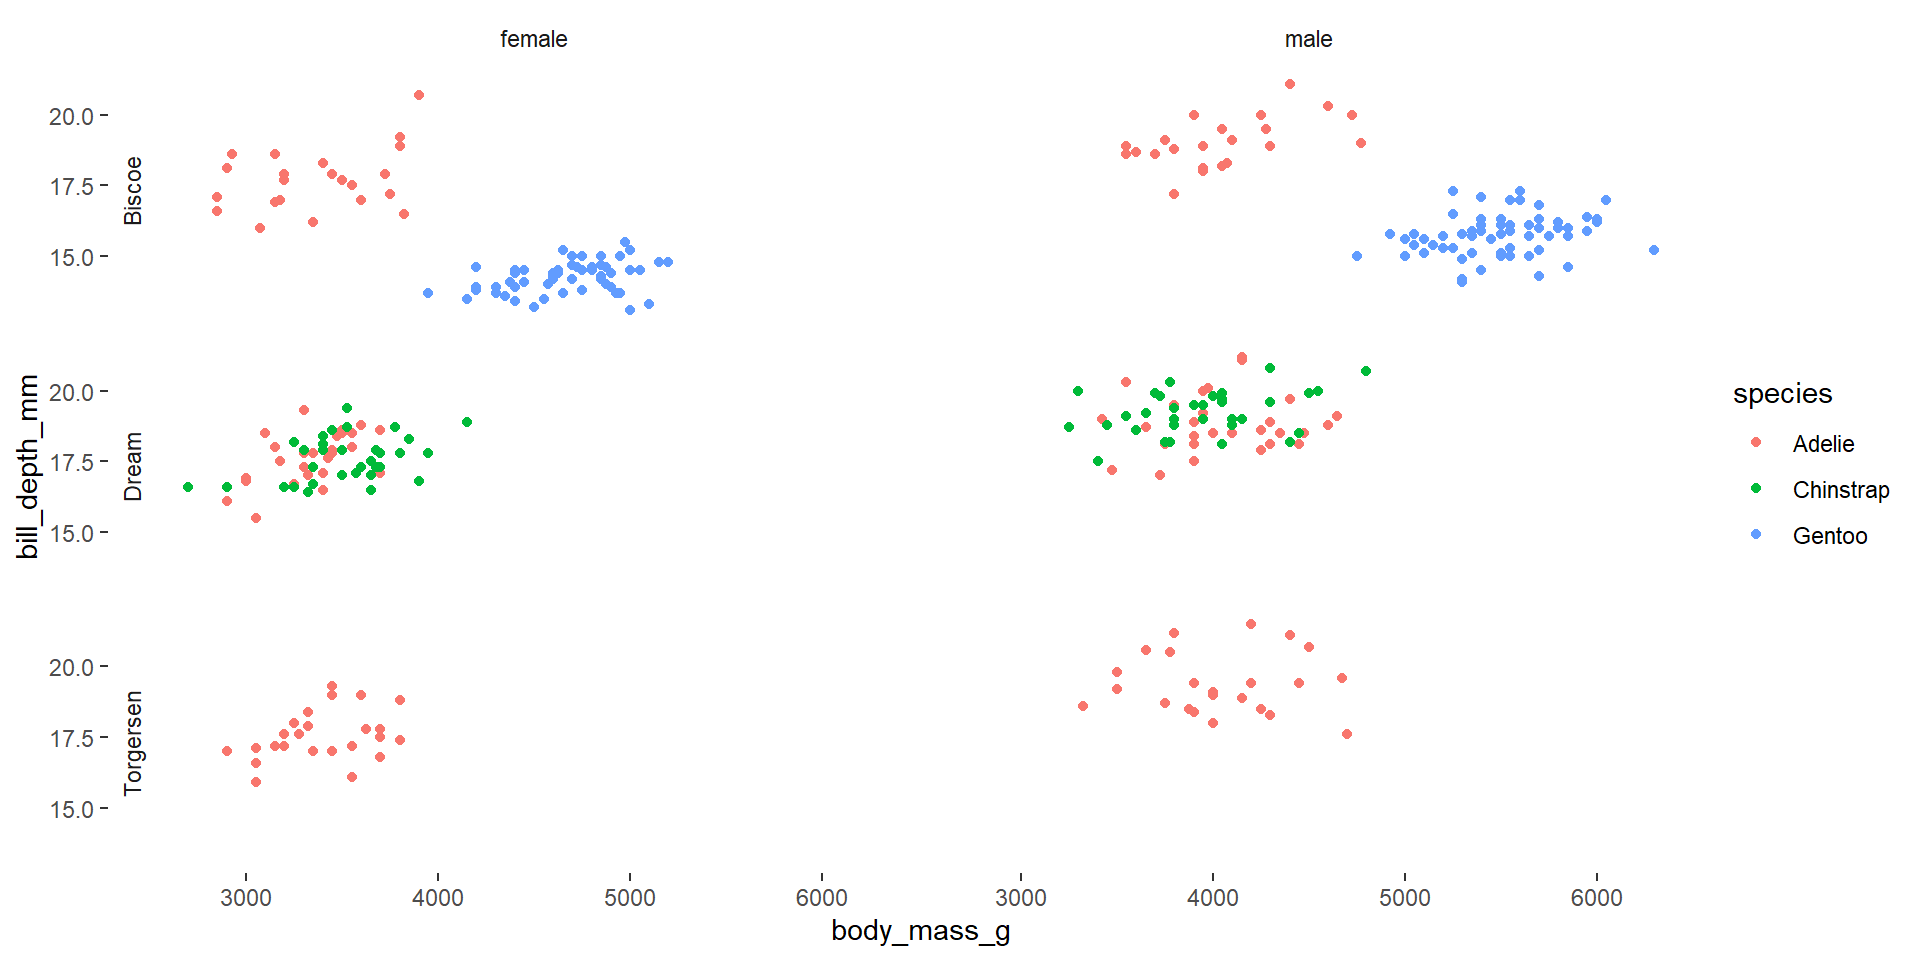 female
male
20.0
17.5
15.0
Biscoe
20.0
17.5
15.0
Dream
20.0
17.5
15.0
Torgersen
bill_depth_mm
3000 4000 5000 6000
3000 4000 5000 6000
body_mass_g
species
Adelie
Chinstrap
Gentoo